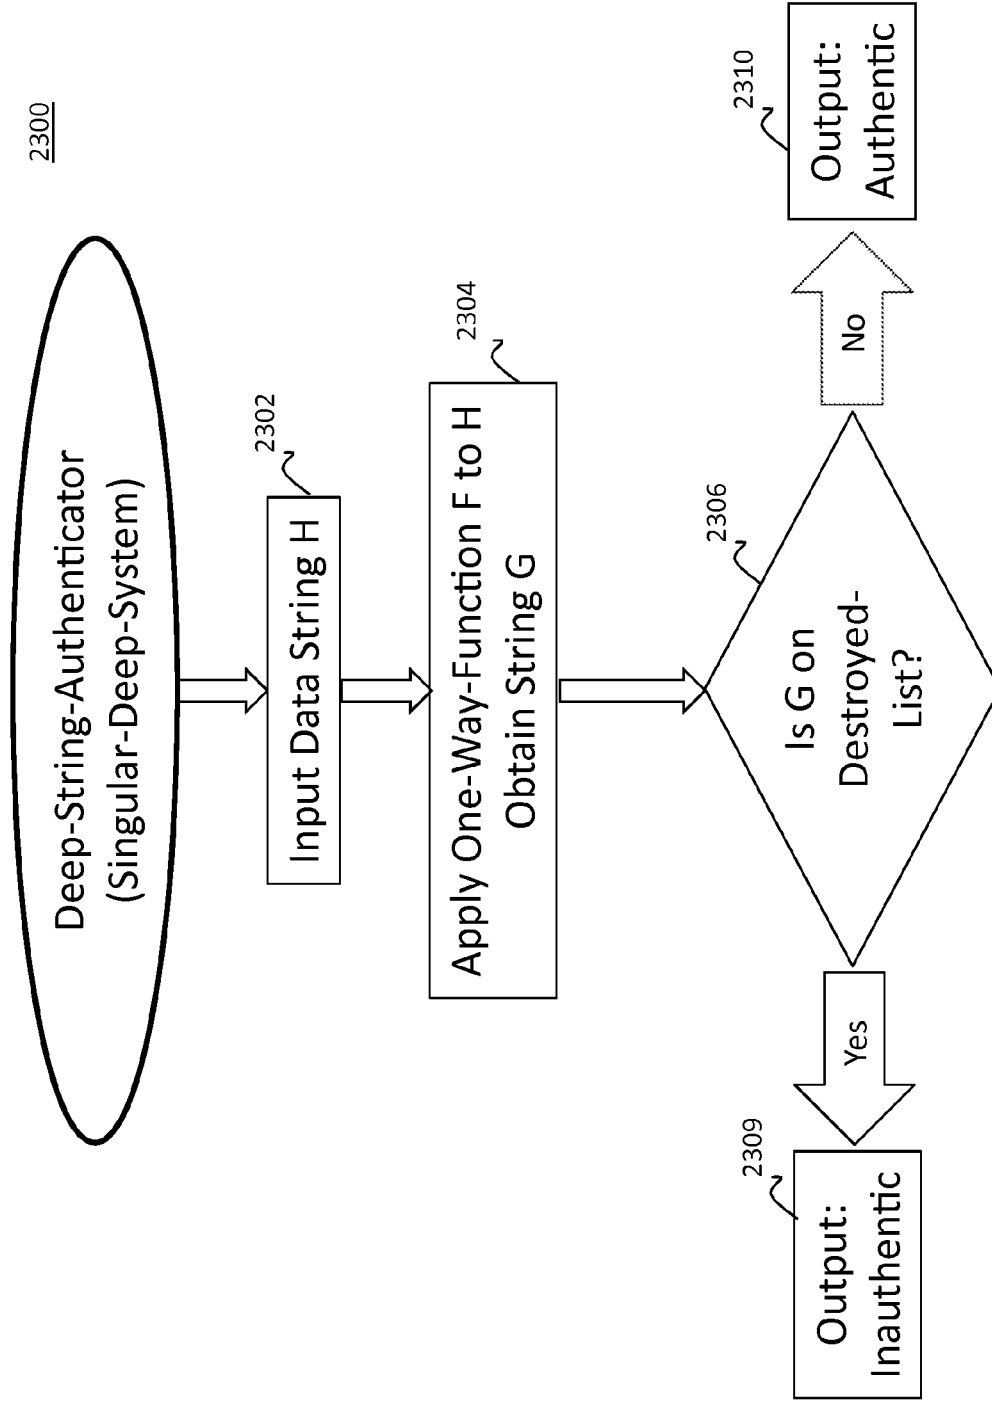 2300
Deep-String-Authenticator
(Singular-Deep-System)
2302
Input Data String H
2304
Apply One-Way-Function F to H
Obtain String G
2306
Is G on
Destroyed-
List?
Yes
No
2309
Output:
Inauthentic
2310
Output:
Authentic